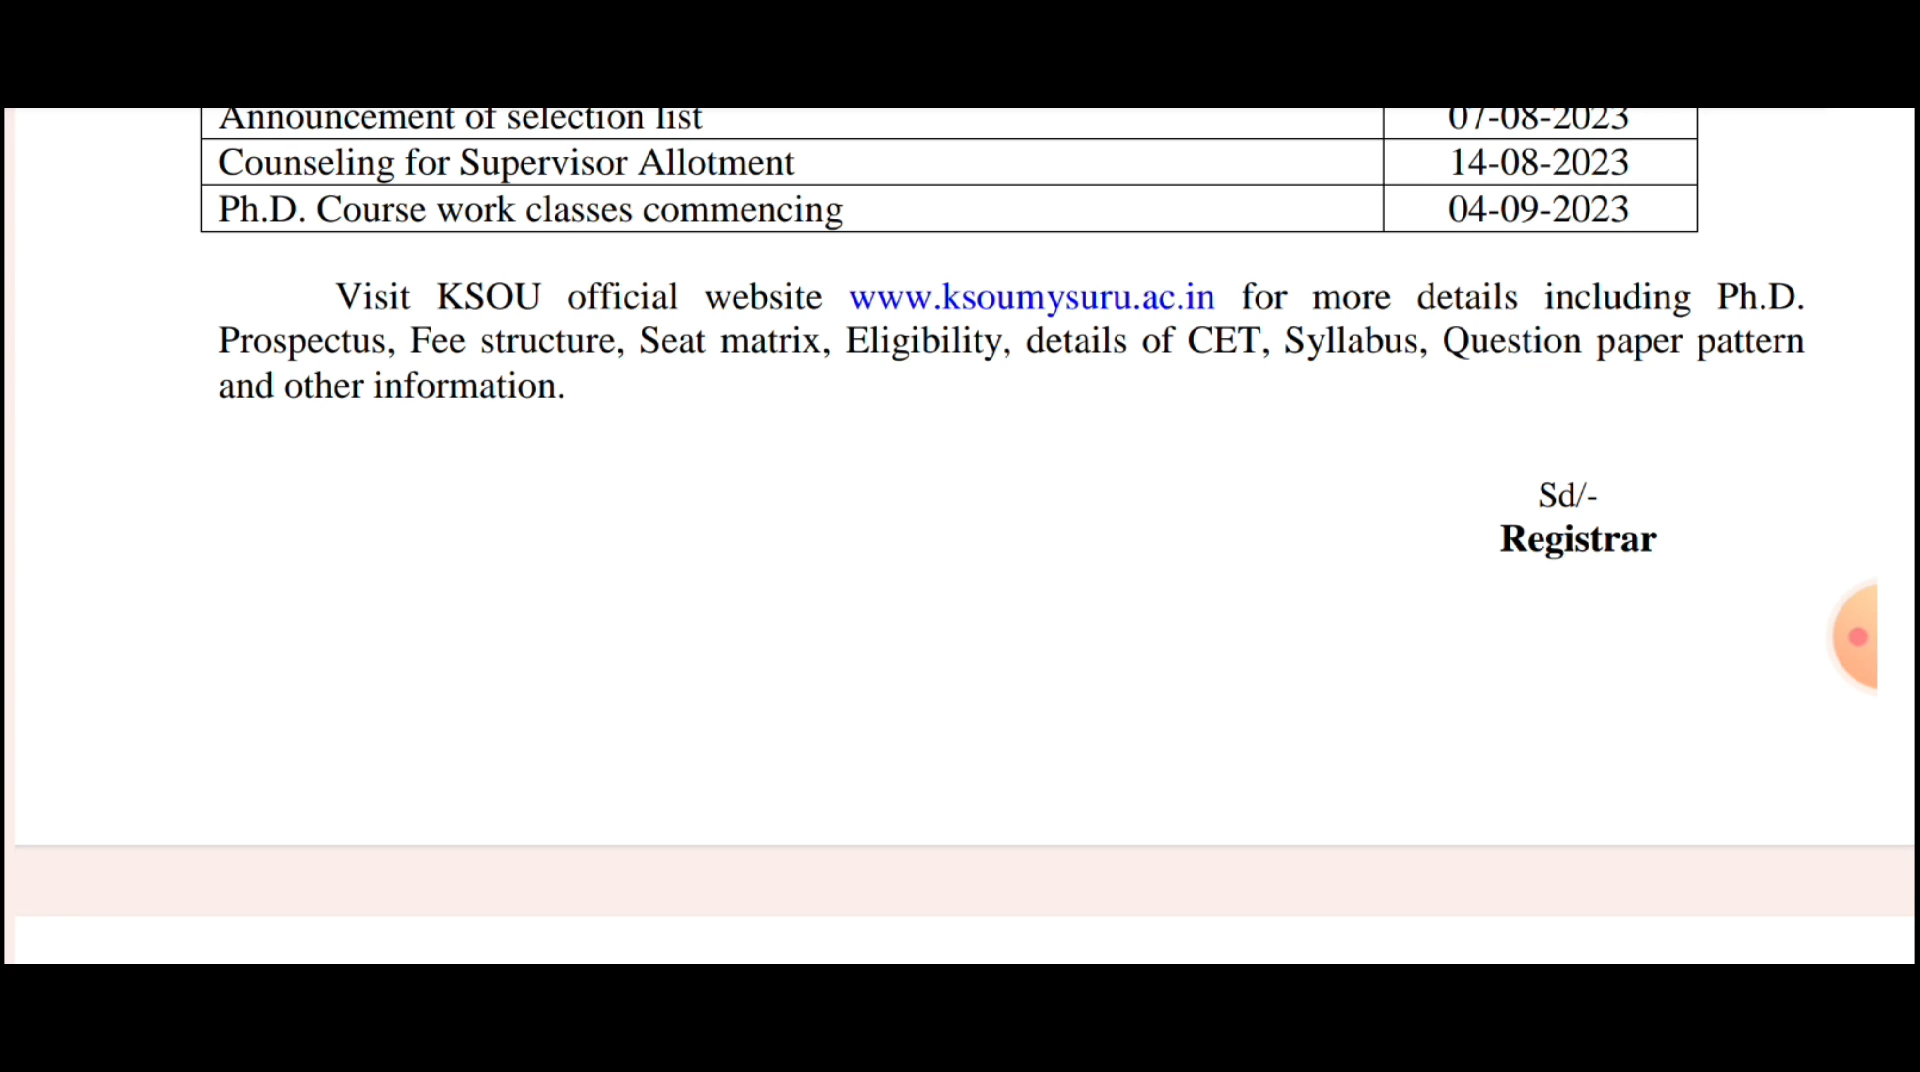 Announcement of selection list 07-08-2023
Counseling for Supervisor Allotment 14-08-2023
Ph.D. Course work classes commencing 04-09-2023
Visit KSOU official website www.ksoumysuru.ac.in for more details including Ph.D.
Prospectus, Fee structure, Seat matrix, Eligibility, details of CET, Syllabus, Question paper pattern
and other information.
Sd/-
Registrar